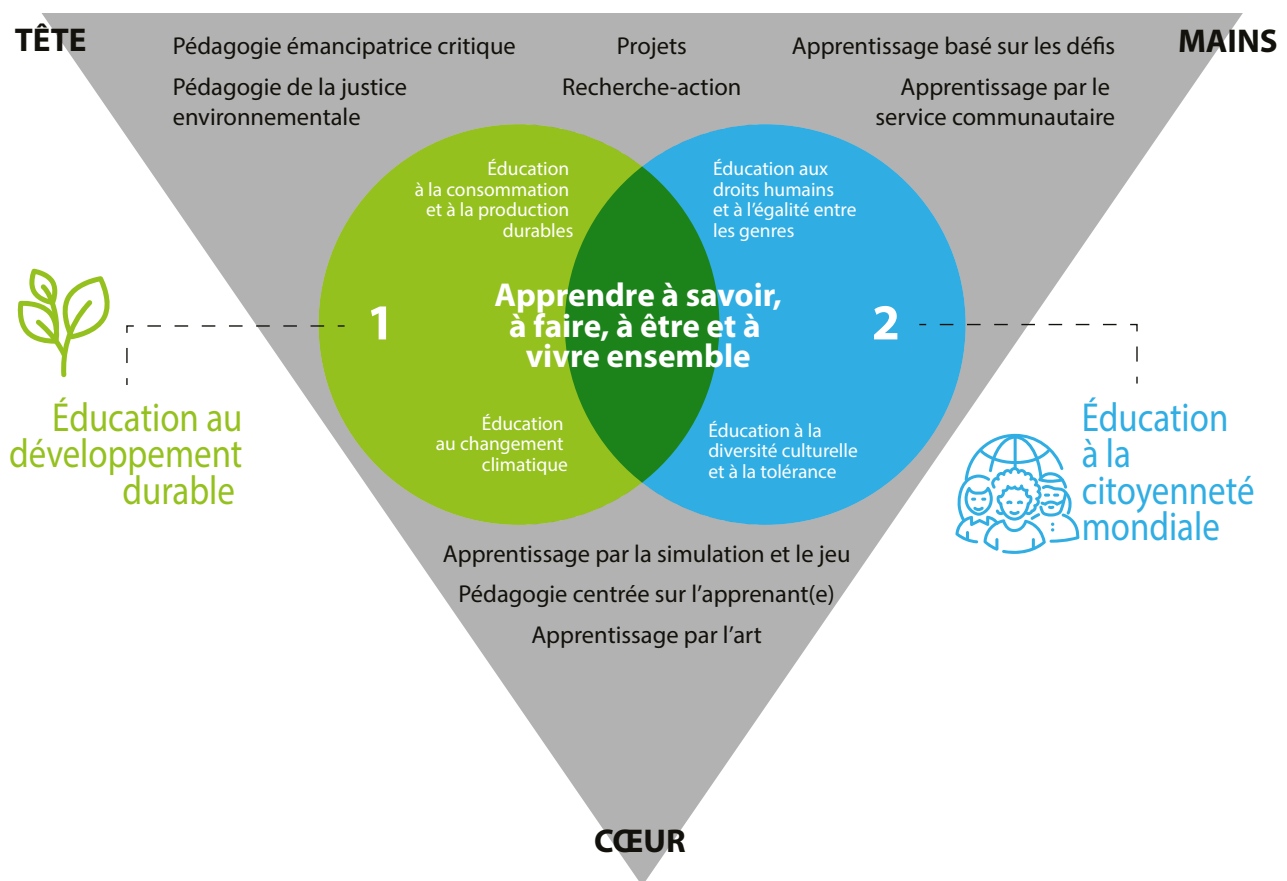 TÊTE
MAINS
Pédagogie émancipatrice critique
Pédagogie de la justice
environnementale
Projets
Recherche-action
Apprentissage basé sur les défis
Apprentissage par le
service communautaire
Éducation
à la consommation
et à la production
durables
Éducation aux
droits humains
et à l'égalité entre
les genres
1
Apprendre à savoir,
à faire, à être et à
vivre ensemble
2
Éducation
au changement
climatique
Éducation à la
diversité culturelle
et à la tolérance
Éducation au
développement
durable
Éducation
à la
citoyenneté
mondiale
Apprentissage par la simulation et le jeu
Pédagogie centrée sur l'apprenant(e)
Apprentissage par l'art
CŒUR